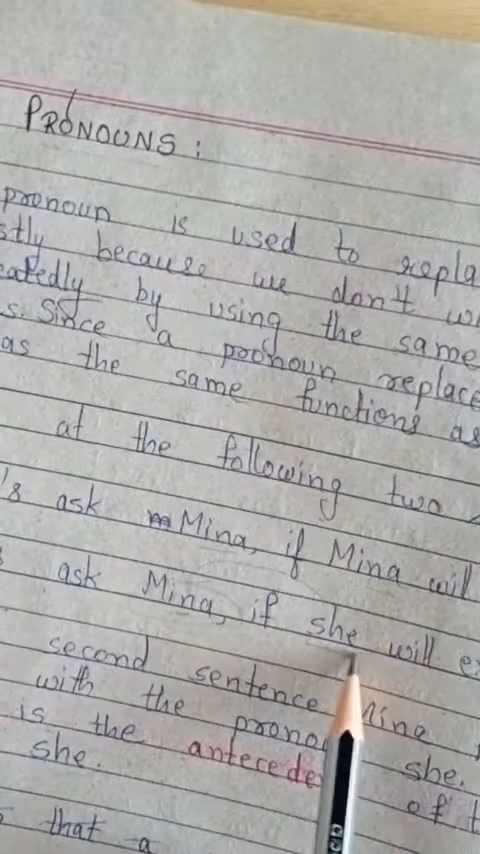 PRONOUNS :
pronoun is used to repla
stly because we don't w
eatedly by using the same
s. Since a pronoun replace
as the same functions as
at the following two
's ask Mina, if Mina wil
ask Mina, if she will e
second sentence Mina
with the prono she.
is the antecede of t
she.
that a